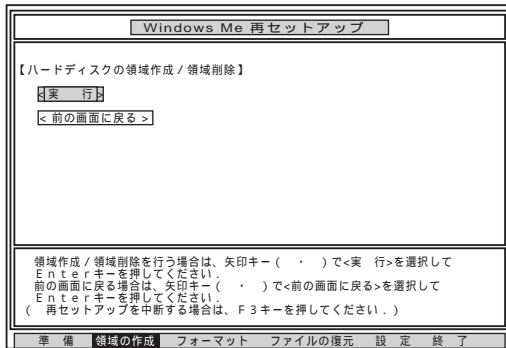 Windows Me 再セットアップ
【ハードディスクの領域作成/領域削除】
<実　行>
<前の画面に戻る>
領域作成/領域削除を行う場合は、矢印キー(　・　)で<実　行>を選択して
Enterキーを押してください.
前の画面に戻る場合は、矢印キー(　・　)で<前の画面に戻る>を選択して
Enterキーを押してください.
(　再セットアップを中断する場合は、F3キーを押してください.)
準　備　領域の作成　フォーマット　ファイルの復元　設　定　終　了